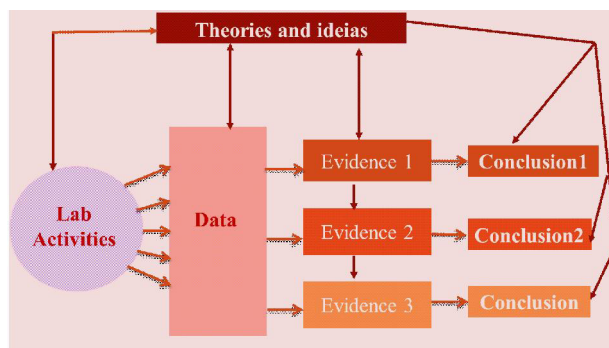 Theories and ideias
Evidence 1
Conclusion1
Lab
Activities
Data
Evidence 2
Conclusion2
Evidence 3
Conclusion